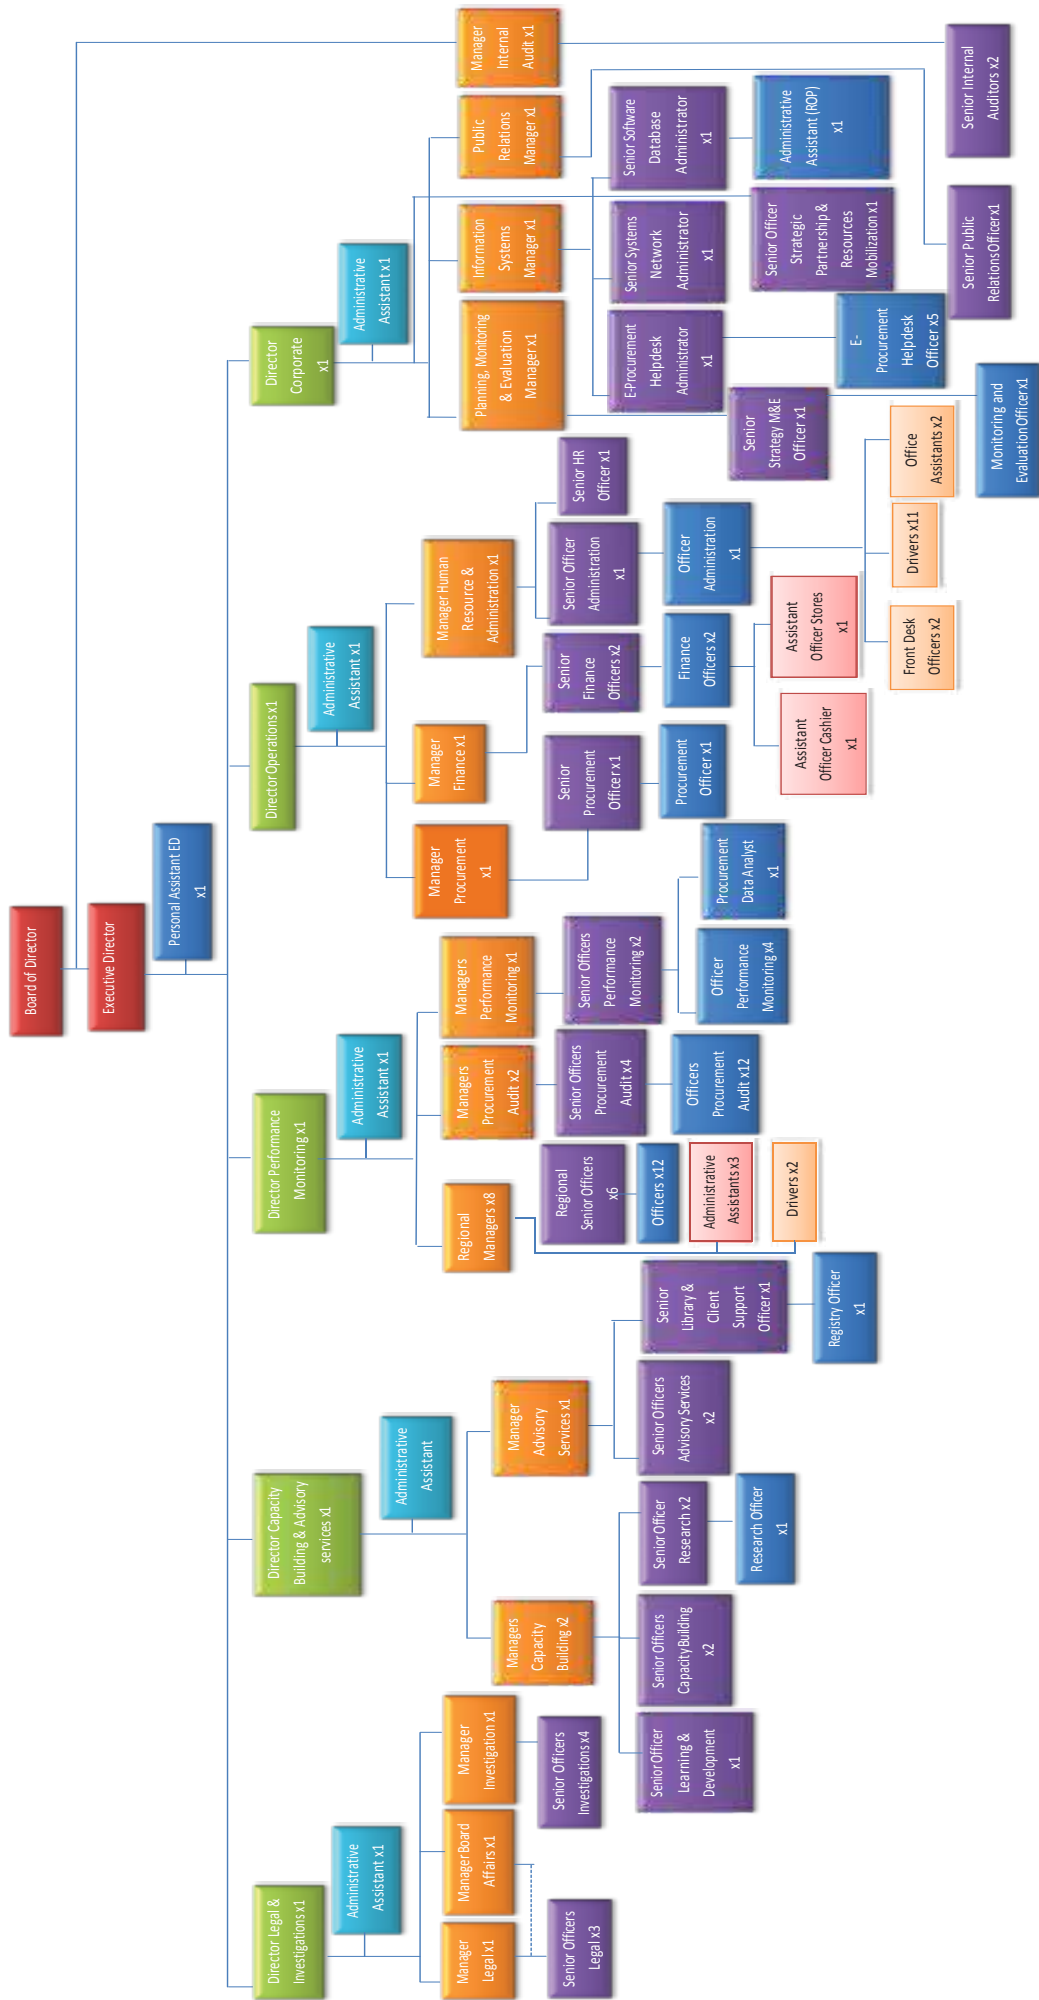 Board of Director
Executive Director
Personal Assistant ED
x1
Director Legal &
Investigations x1
Administrative
Assistant x1
Manager
Legal x1
Manager Board
Affairs x1
Manager
Investigation x1
Senior Officers
Legal x3
Senior Officers
Investigations x4
Director Capacity
Building & Advisory
services x1
Administrative
Assistant
Managers
Capacity
Building x2
Manager
Advisory
Services x1
Senior Officer
Learning &
Development
x1
Senior Officers
Capacity Building
x2
Senior Officer
Research x2
Research Officer
x1
Senior Officers
Advisory Services
x2
Senior
Library &
Client
Support
Officer x1
Registry Officer
x1
Director Performance
Monitoring x1
Administrative
Assistant x1
Regional
Managers x8
Managers
Procurement
Audit x2
Managers
Performance
Monitoring x1
Regional
Senior Officers
x6
Officers x12
Administrative
Assistants x3
Drivers x2
Senior Officers
Procurement
Audit x4
Officers
Procurement
Audit x12
Senior Officers
Performance
Monitoring x2
Officer
Performance
Monitoring x4
Procurement
Data Analyst
x1
Director Operations x1
Administrative
Assistant x1
Manager
Procurement
x1
Manager
Finance x1
Manager Human
Resource &
Administration x1
Senior
Procurement
Officer x1
Procurement
Officer x1
Senior
Finance
Officers x2
Finance
Officers x2
Assistant
Officer Cashier
x1
Assistant
Officer Stores
x1
Senior Officer
Administration
x1
Senior HR
Officer x1
Officer
Administration
x1
Front Desk
Officers x2
Drivers x11
Office
Assistants x2
Director
Corporate
x1
Administrative
Assistant x1
Planning, Monitoring
& Evaluation
Manager x1
Information
Systems
Manager x1
Public
Relations
Manager x1
Manager
Internal
Audit x1
E-Procurement
Helpdesk
Administrator
x1
Senior Systems
Network
Administrator
x1
Senior Software
Database
Administrator
x1
Senior
Strategy M&E
Officer x1
Senior Officer
Strategic
Partnership &
Resources
Mobilization x1
Administrative
Assistant (ROP)
x1
E-
Procurement
Helpdesk
Officer x5
Monitoring and
Evaluation Officer x1
Senior Public
Relations Officer x1
Senior Internal
Auditors x2